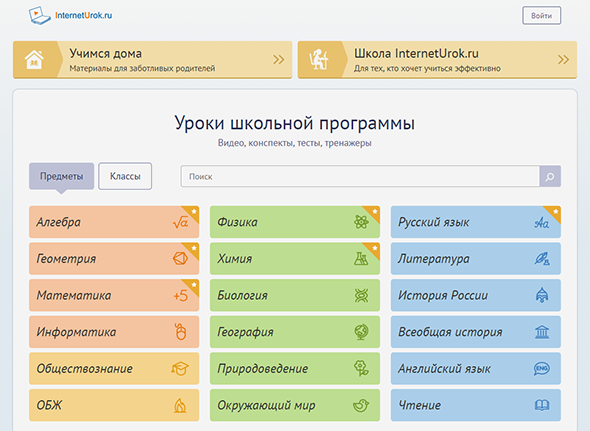 InternetUrok.ru
Войти
Учимся дома
Материалы для заботливых родителей
Школа InternetUrok.ru
Для тех, кто хочет учиться эффективно
Уроки школьной программы
Видео, конспекты, тесты, тренажеры
Предметы
Классы
Поиск
Алгебра
Физика
Русский язык
Aa
Геометрия
Химия
Литература
Математика
+5
Биология
История России
Информатика
География
Всеобщая история
Обществознание
Природоведение
Английский язык
ENG
ОБЖ
Окружающий мир
Чтение